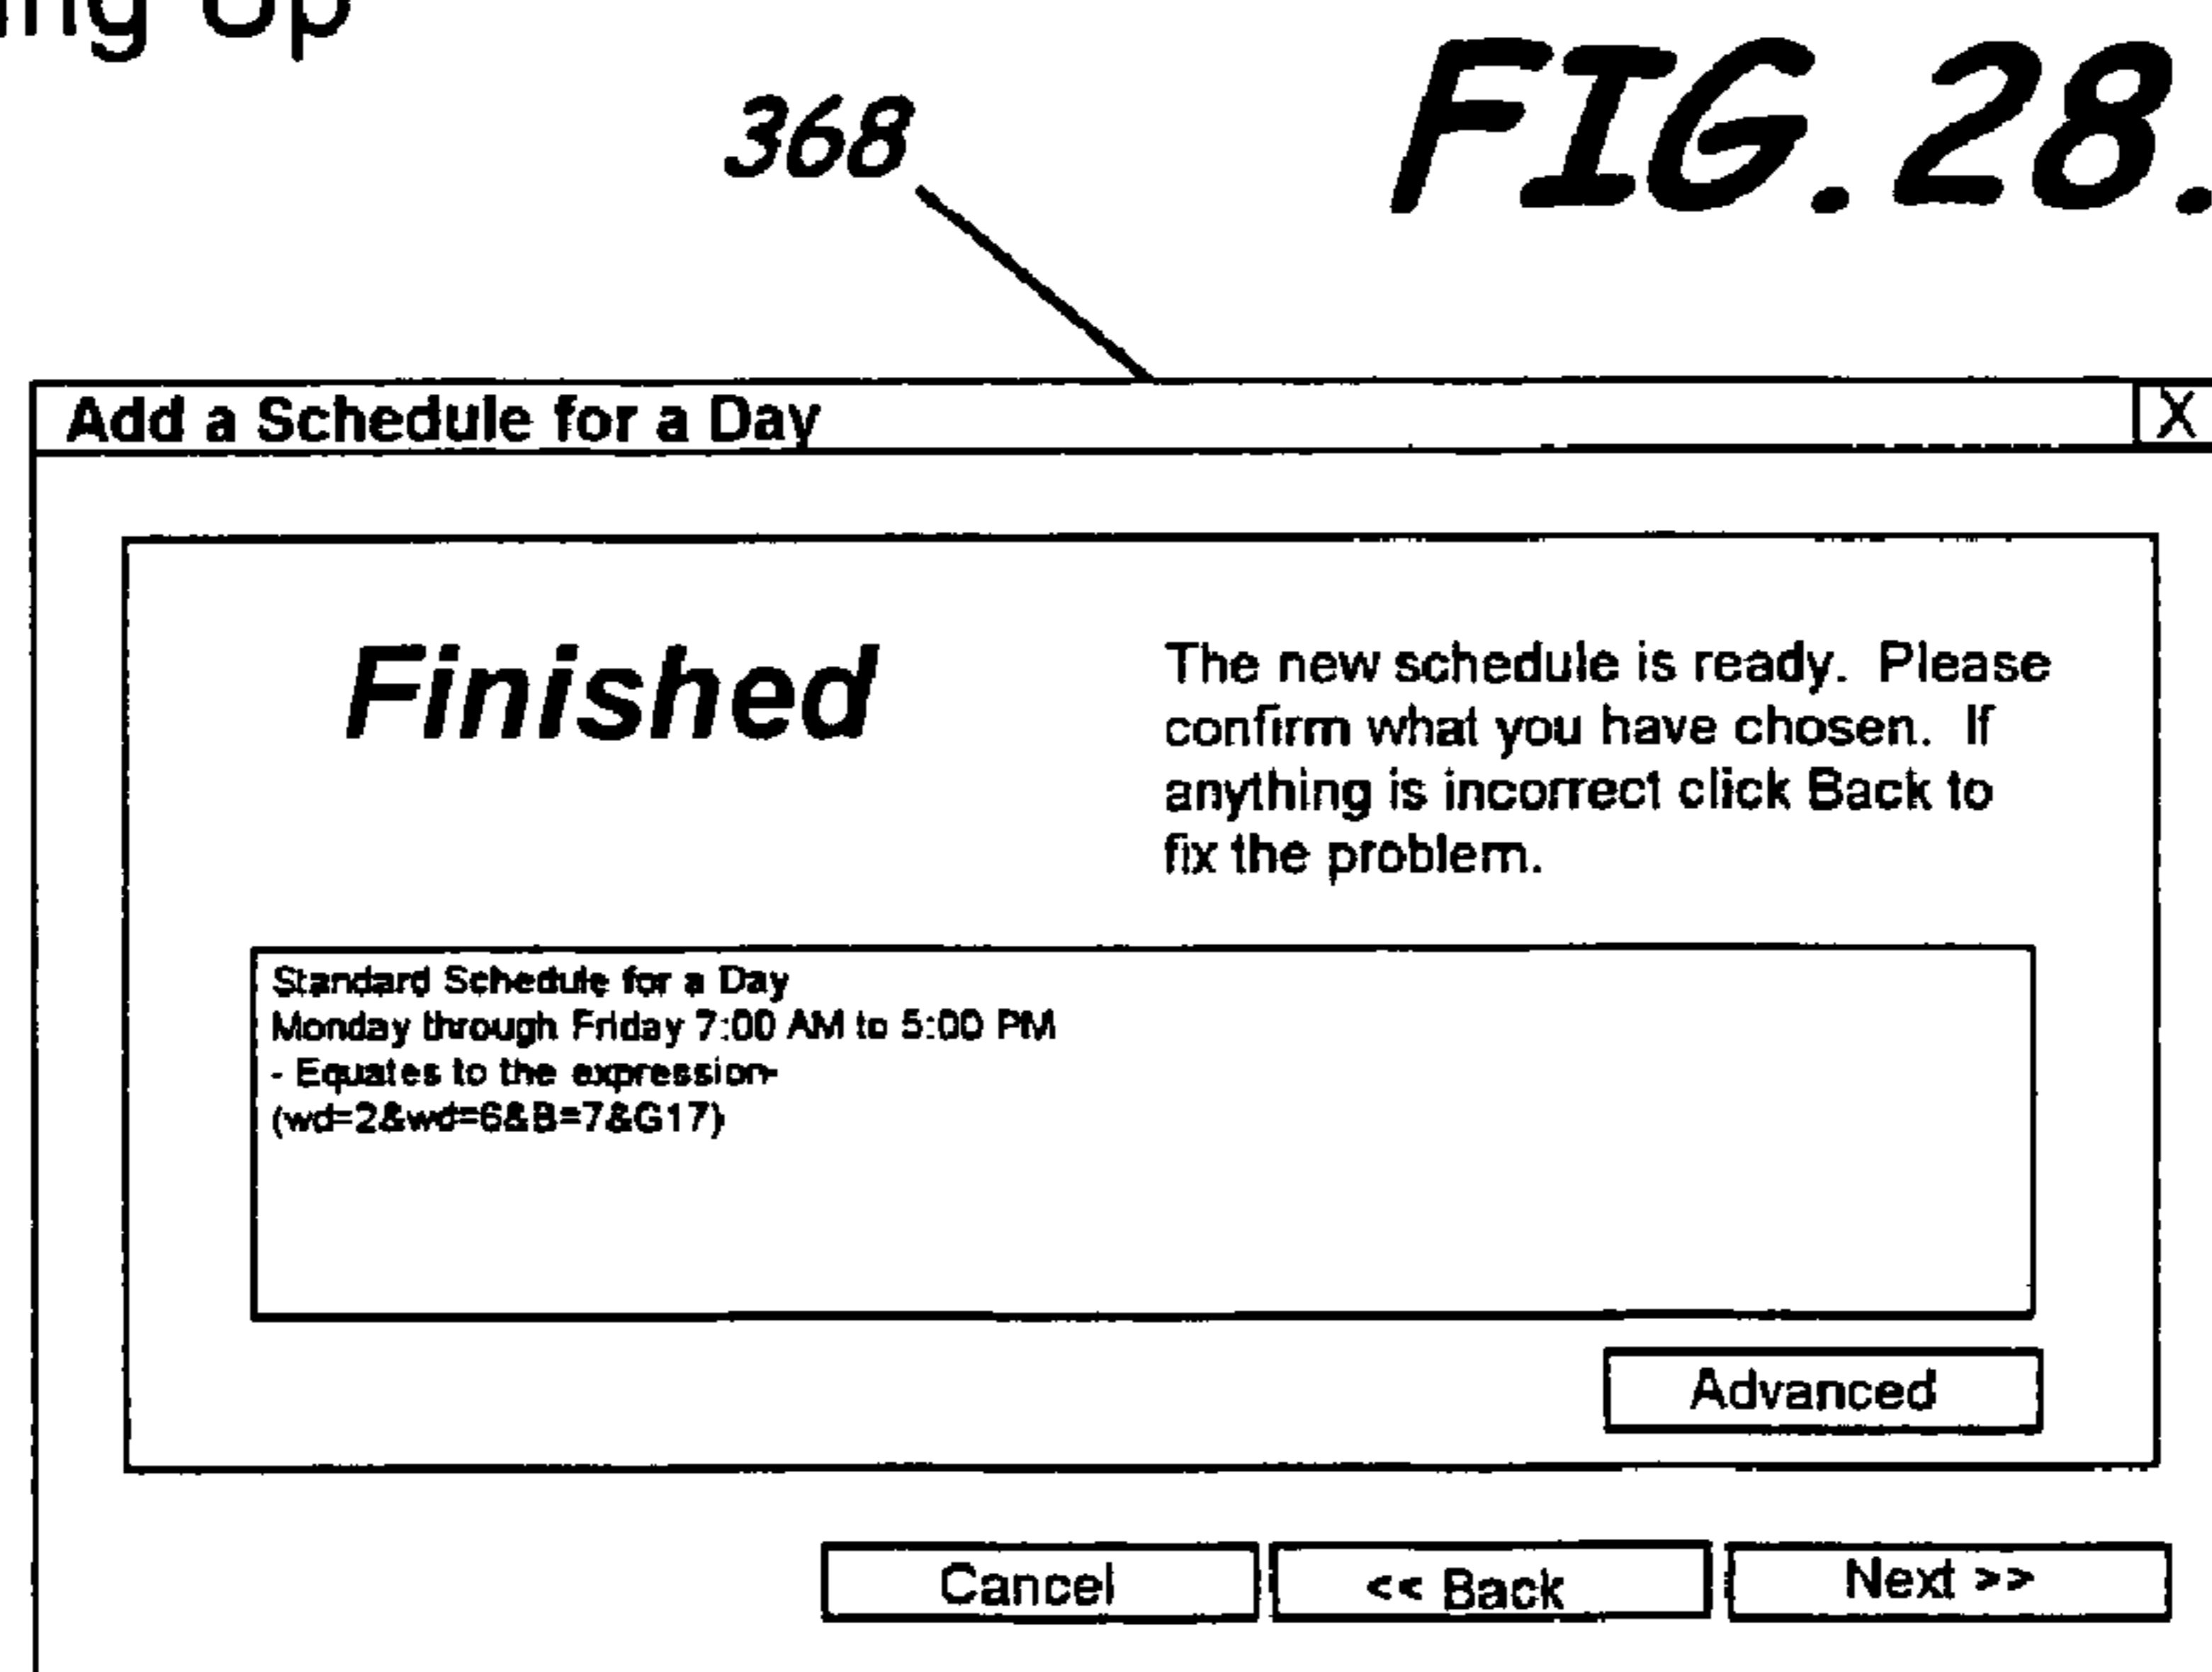 ing Up
FIG. 28.
368
Add a Schedule for a Day X
Finished
The new schedule is ready. Please
confirm what you have chosen. If
anything is incorrect click Back to
fix the problem.
Standard Schedule for a Day
Monday through Friday 7:00 AM to 5:00 PM
- Equates to the expression-
(wd=2&wd=6&B=7&G17)
Advanced
Cancel
<< Back
Next >>